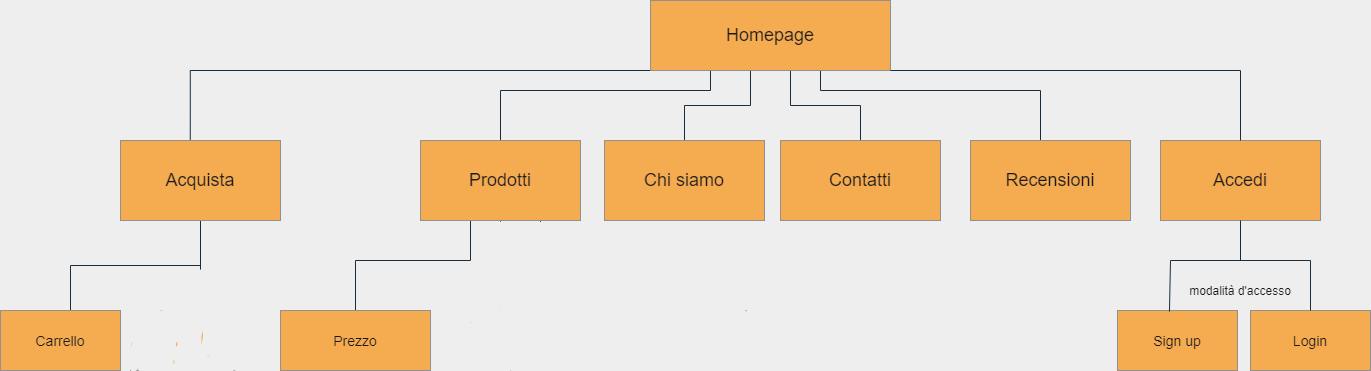 Homepage
Acquista
Prodotti
Chi siamo
Contatti
Recensioni
Accedi
modalità d'accesso
Carrello
Prezzo
Sign up
Login